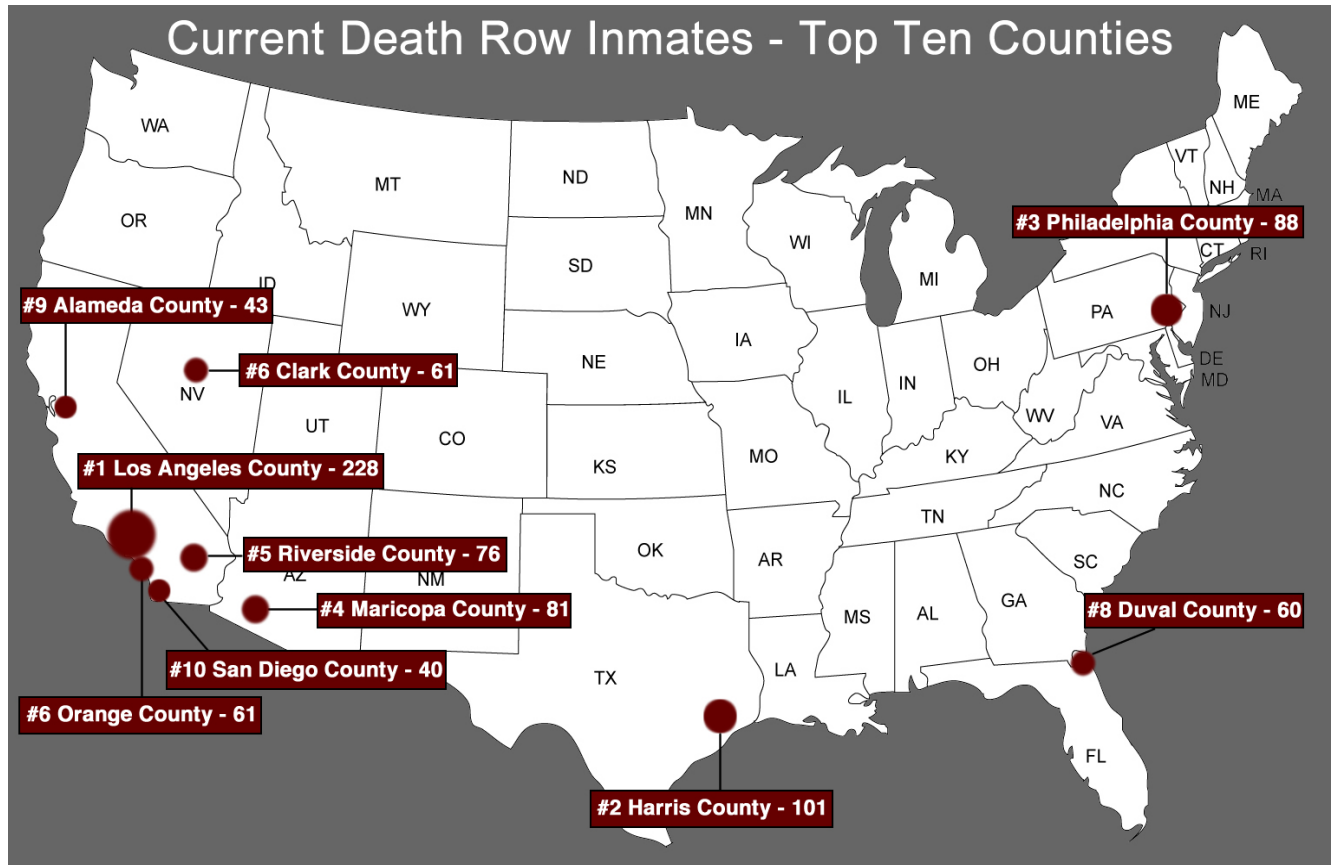 Current Death Row Inmates - Top Ten Counties
ME
WA
VT
MT
ND
NH
MA
OR
MN
#3 Philadelphia County - 88
WI
CT
RI
SD
ID
MI
#9 Alameda County - 43
WY
PA
NJ
IA
DE
NE
OH
#6 Clark County - 61
MD
NV
IL
IN
WV
VA
UT
CO
KY
MO
#1 Los Angeles County - 228
KS
NC
TN
OK
#5 Riverside County - 76
AR
SC
AZ
NM
GA
#4 Maricopa County - 81
MS
AL
#8 Duval County - 60
#10 San Diego County - 40
LA
TX
#6 Orange County - 61
FL
#2 Harris County - 101